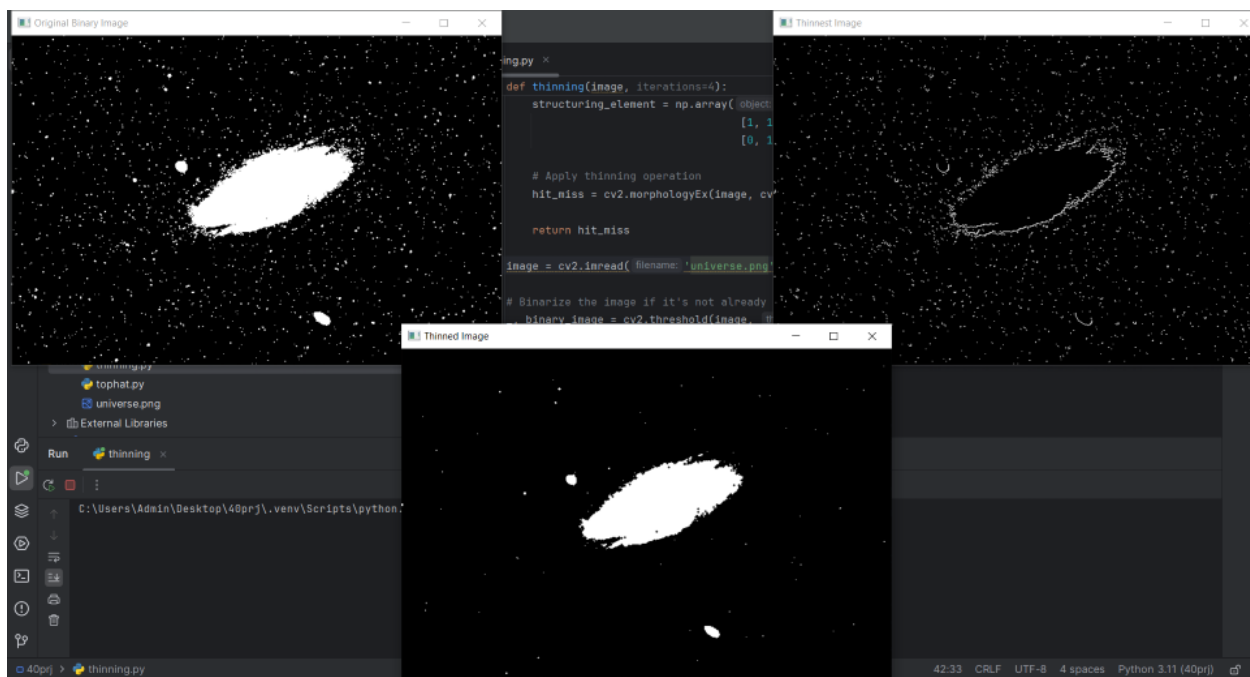 Original Binary Image
Thinnest Image
ing.py
def thinning(image, iterations=4):
structuring_element = np.array( object:
[1, 1
[0, 1
# Apply thinning operation
hit_miss = cv2.morphologyEx(image, cv
return hit_miss
image = cv2.imread( filename: 'universe.png'
# Binarize the image if it's not already
_, binary_image = cv2.threshold(image,
Thinned Image
thinning.py
tophat.py
universe.png
External Libraries
Run thinning
C:\Users\Admin\Desktop\40prj\.venv\Scripts\python.
40prj > thinning.py
42:33 CRLF UTF-8 4 spaces Python 3.11 (40prj)